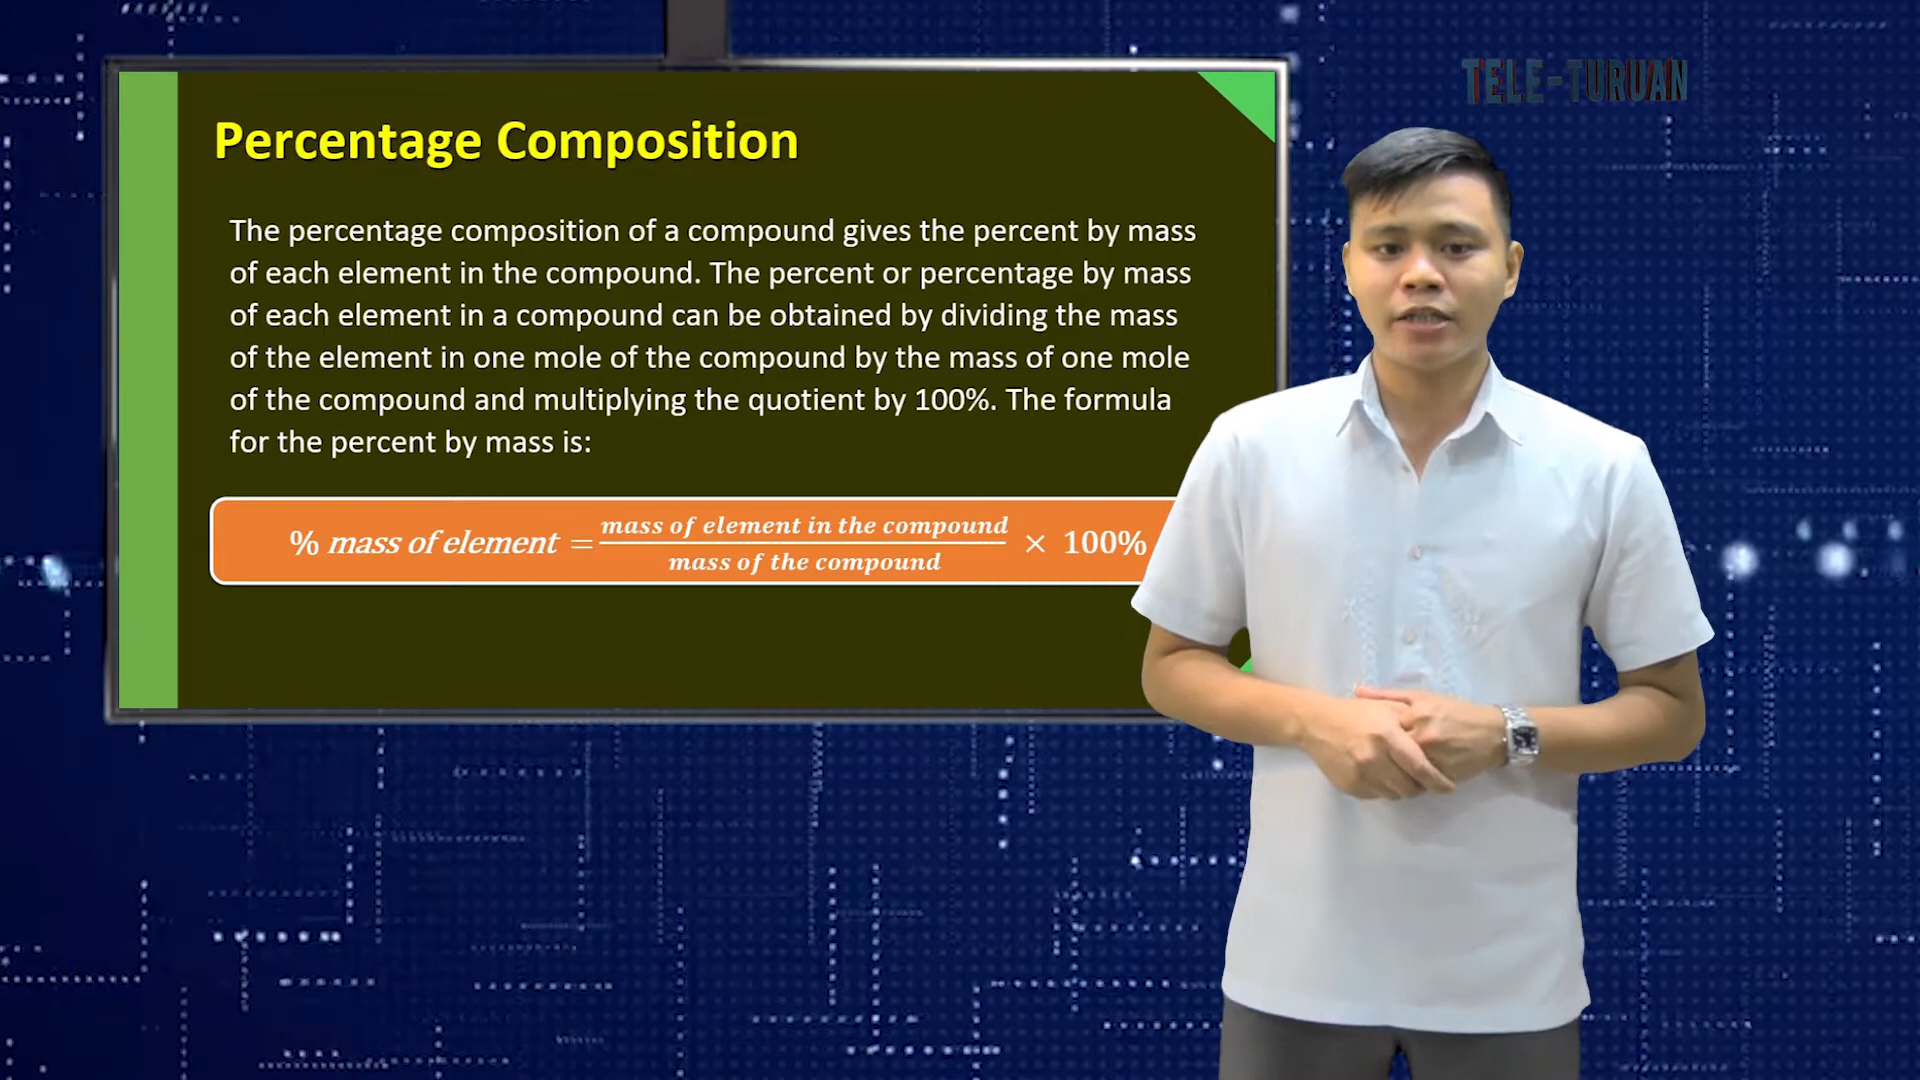 TELE-TURUAN
Percentage Composition
The percentage composition of a compound gives the percent by mass
of each element in the compound. The percent or percentage by mass
of each element in a compound can be obtained by dividing the mass
of the element in one mole of the compound by the mass of one mole
of the compound and multiplying the quotient by 100%. The formula
for the percent by mass is:
% mass of element = mass of element in the compound / mass of the compound × 100%